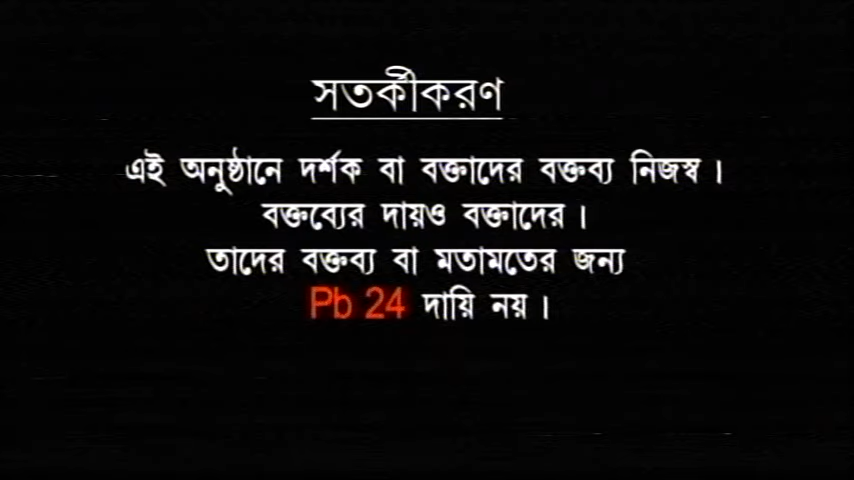 সতর্কীকরণ
এই অনুষ্ঠানে দর্শক বা বক্তাদের বক্তব্য নিজস্ব ।
বক্তব্যের দায়ও বক্তাদের ।
তাদের বক্তব্য বা মতামতের জন্য
Pb 24 দায়ি নয় ।